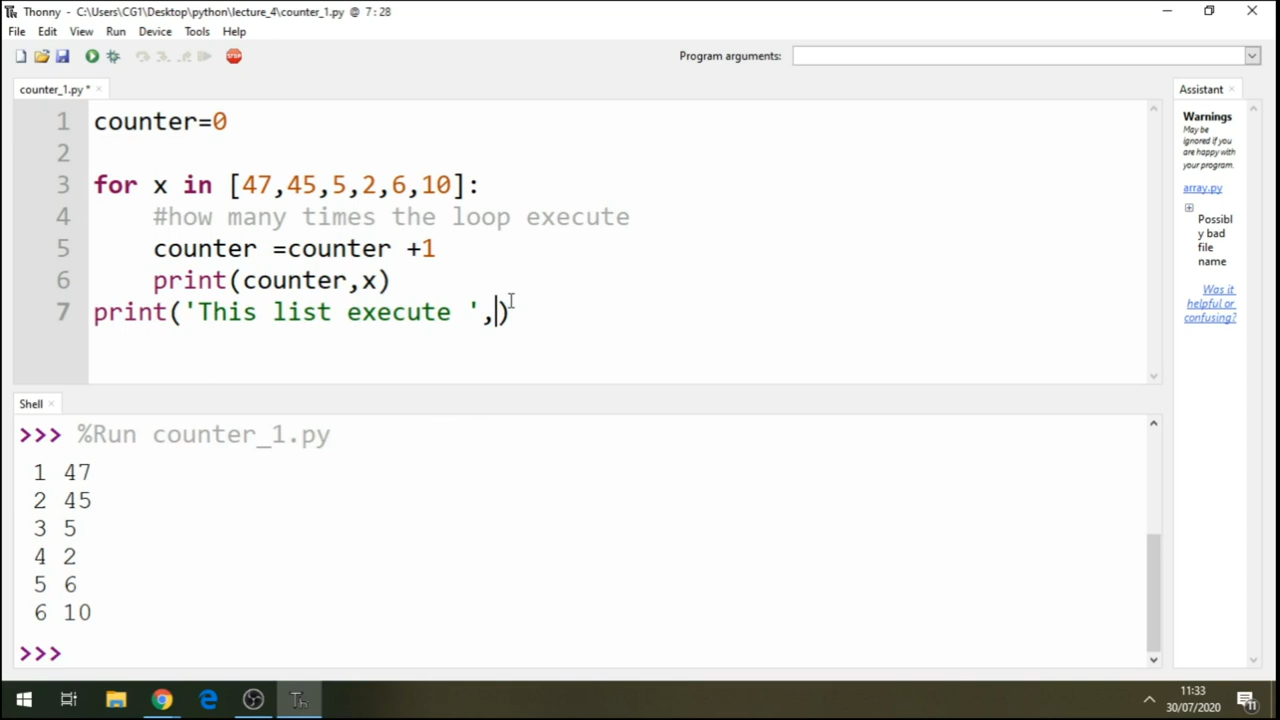 Thonny - C:\Users\CG1\Desktop\python\lecture_4\counter_1.py @ 7:28
File Edit View Run Device Tools Help
STOP
Program arguments:
counter_1.py *
1 counter=0
2
3 for x in [47,45,5,2,6,10]:
4 #how many times the loop execute
5 counter =counter +1
6 print(counter,x)
7 print('This list execute ',)
Assistant
Warnings
May be
ignored if you
are happy with
your program.
array.py
Possibl
y bad
file
name
Was it
helpful or
confusing?
Shell
>>> %Run counter_1.py
1 47
2 45
3 5
4 2
5 6
6 10
>>>
Th
11:33
30/07/2020
11